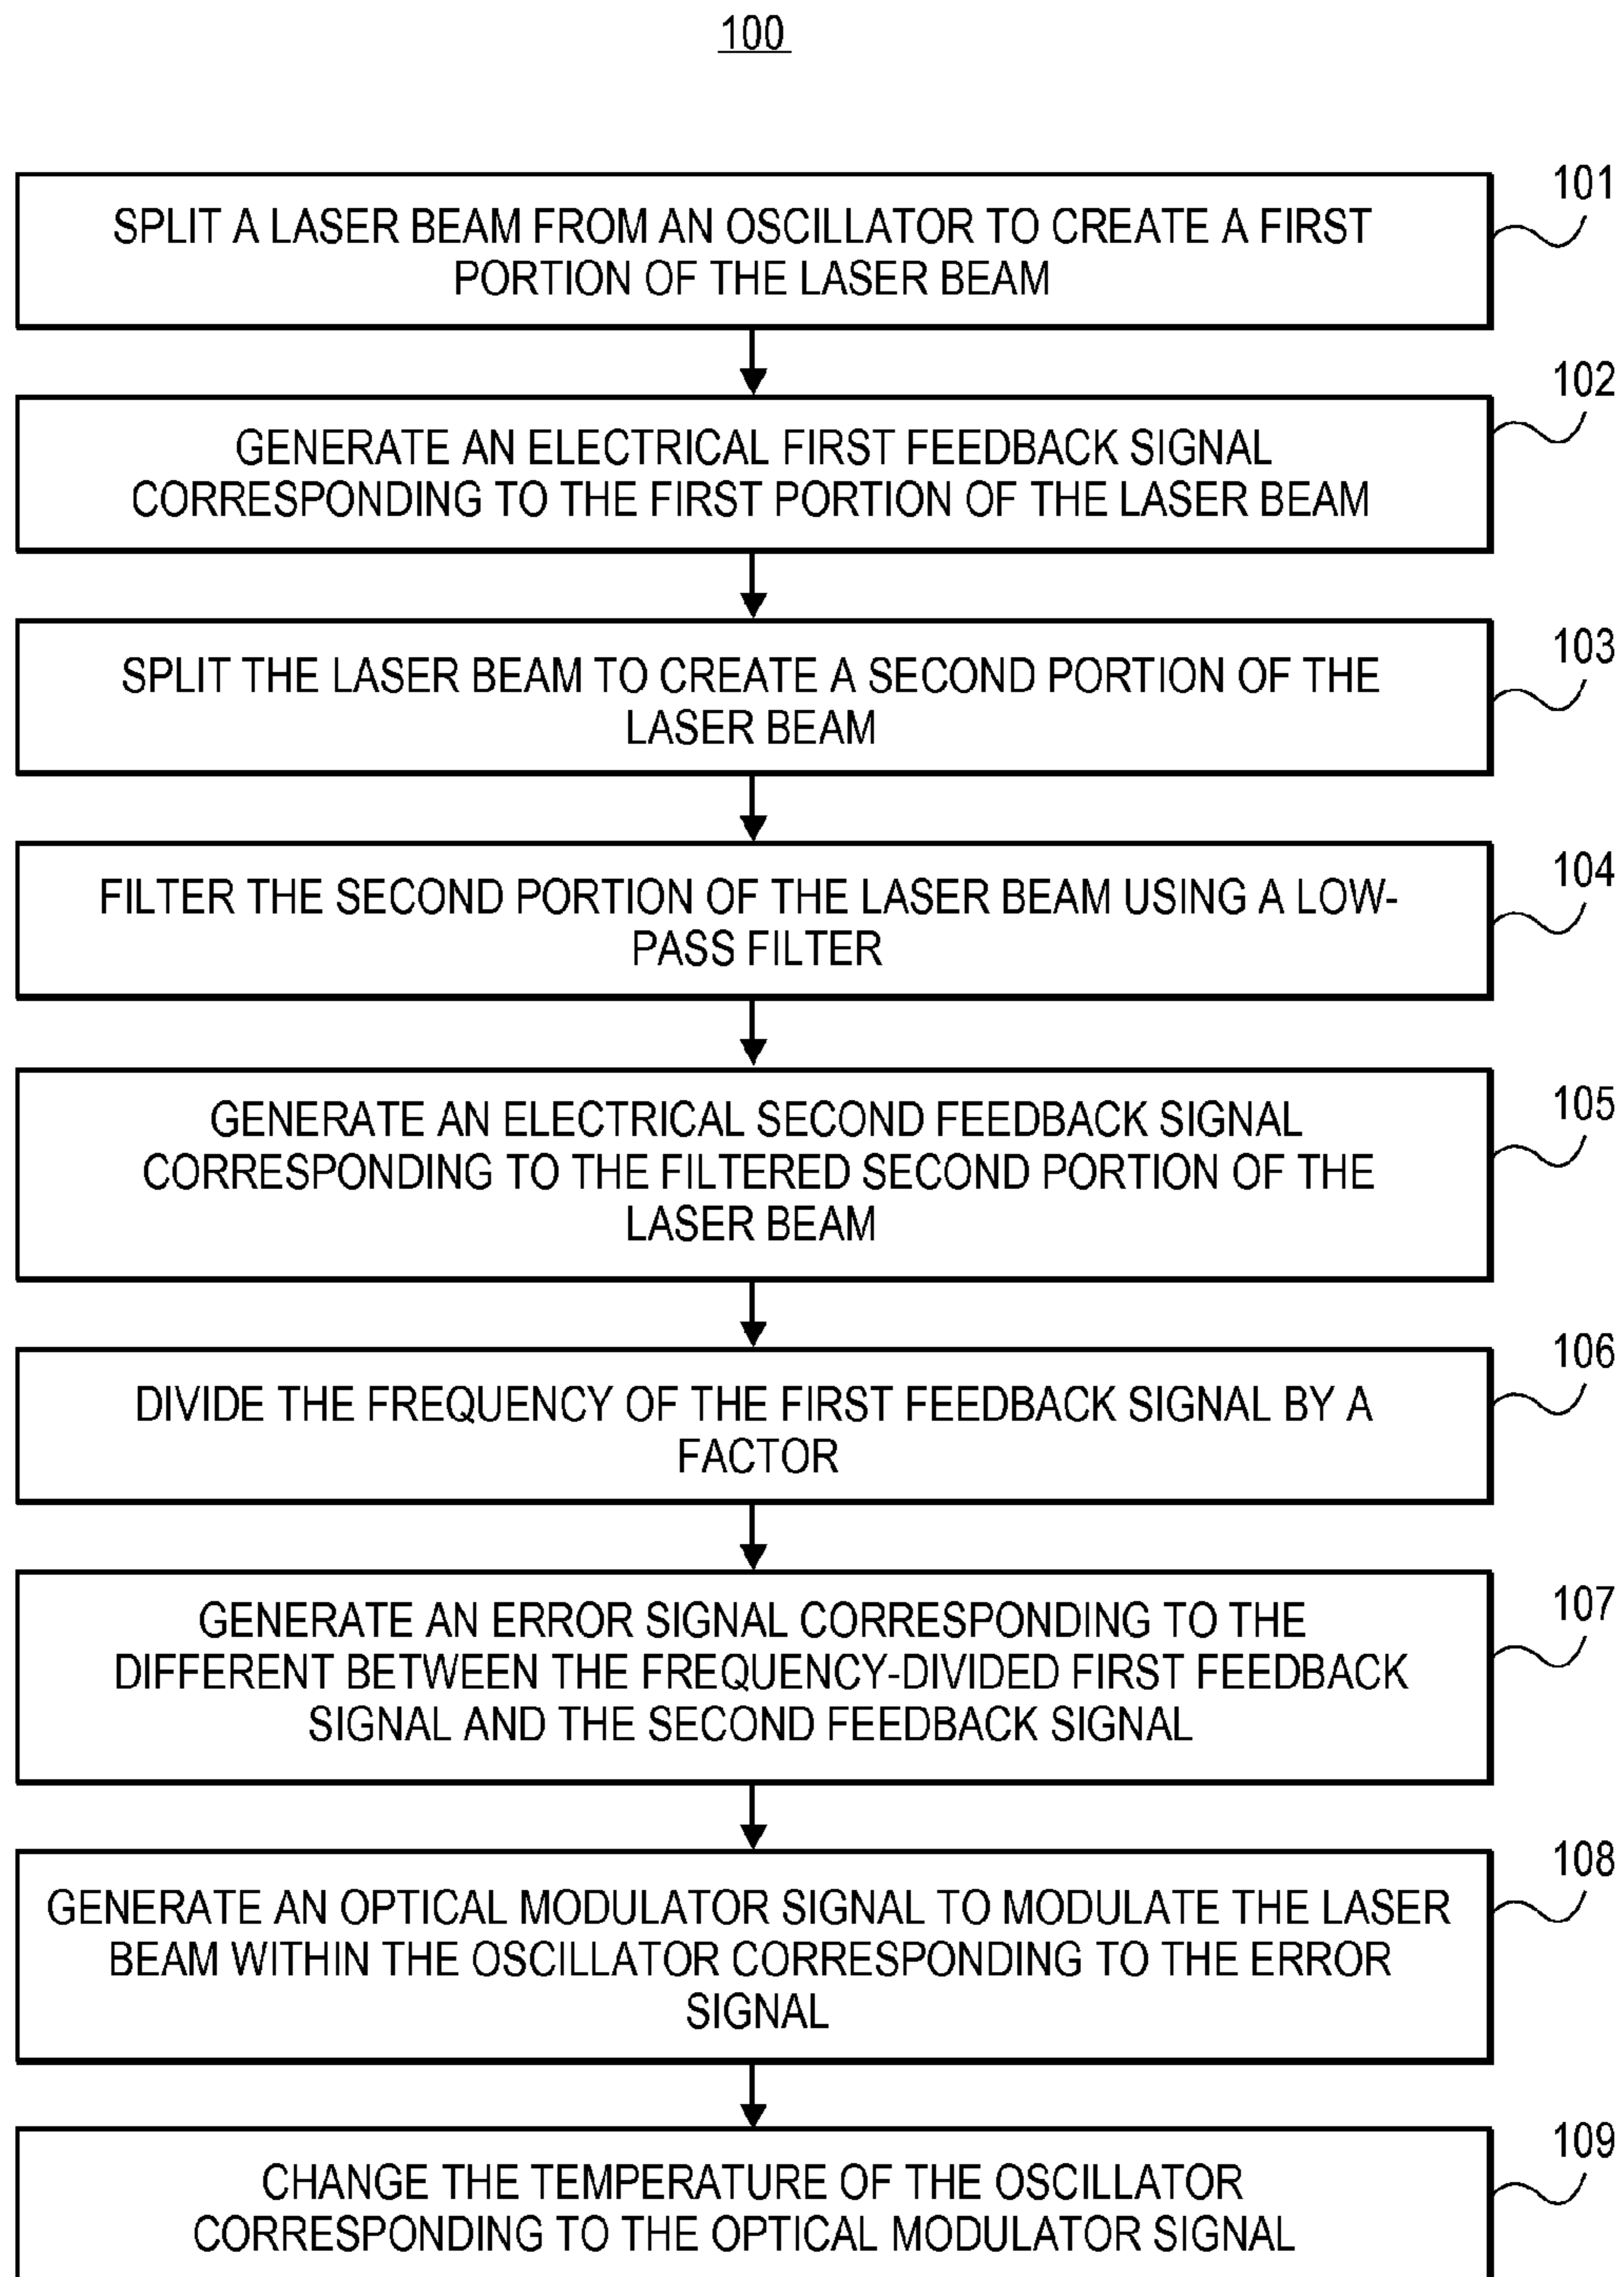 100
101
SPLIT A LASER BEAM FROM AN OSCILLATOR TO CREATE A FIRST
PORTION OF THE LASER BEAM
102
GENERATE AN ELECTRICAL FIRST FEEDBACK SIGNAL
CORRESPONDING TO THE FIRST PORTION OF THE LASER BEAM
103
SPLIT THE LASER BEAM TO CREATE A SECOND PORTION OF THE
LASER BEAM
104
FILTER THE SECOND PORTION OF THE LASER BEAM USING A LOW-
PASS FILTER
105
GENERATE AN ELECTRICAL SECOND FEEDBACK SIGNAL
CORRESPONDING TO THE FILTERED SECOND PORTION OF THE
LASER BEAM
106
DIVIDE THE FREQUENCY OF THE FIRST FEEDBACK SIGNAL BY A
FACTOR
107
GENERATE AN ERROR SIGNAL CORRESPONDING TO THE
DIFFERENT BETWEEN THE FREQUENCY-DIVIDED FIRST FEEDBACK
SIGNAL AND THE SECOND FEEDBACK SIGNAL
108
GENERATE AN OPTICAL MODULATOR SIGNAL TO MODULATE THE LASER
BEAM WITHIN THE OSCILLATOR CORRESPONDING TO THE ERROR
SIGNAL
109
CHANGE THE TEMPERATURE OF THE OSCILLATOR
CORRESPONDING TO THE OPTICAL MODULATOR SIGNAL